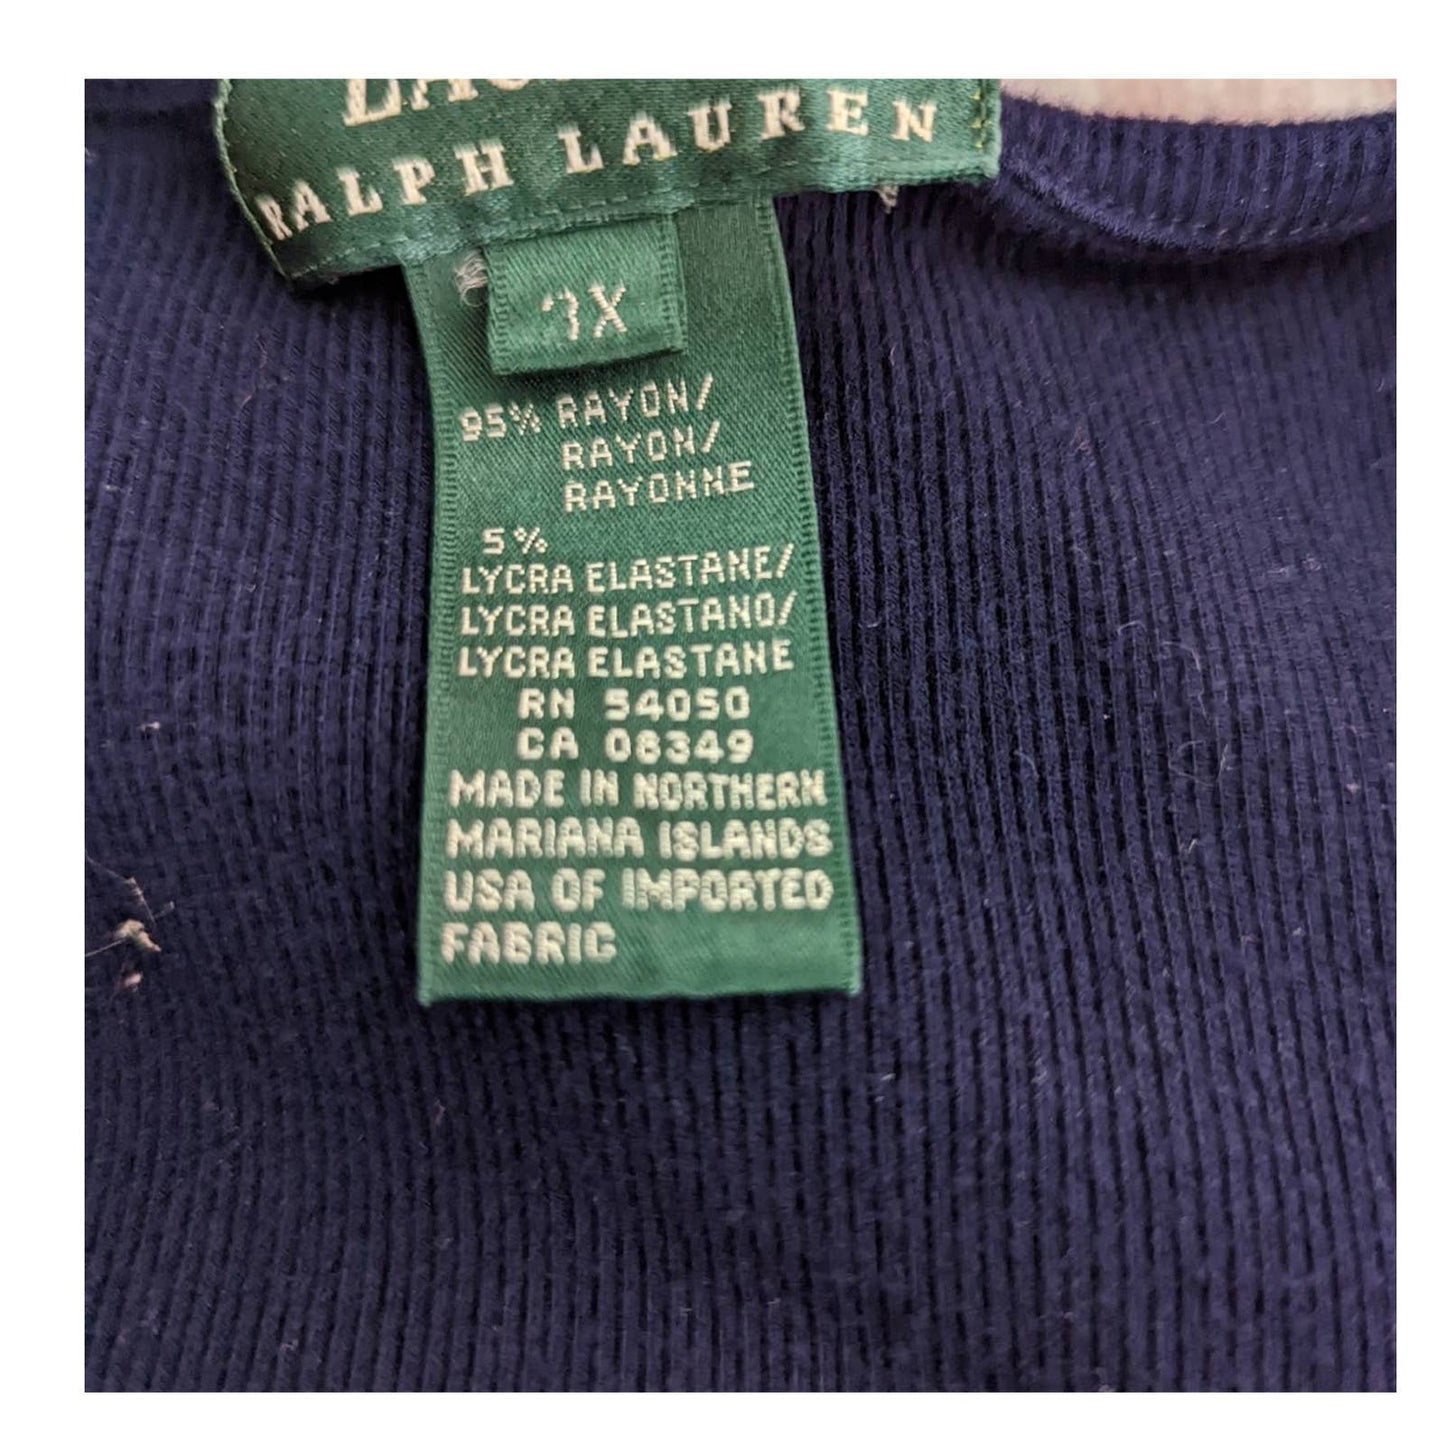 RALPH LAUREN
3X
95% RAYON/
RAYON/
RAYONNE
5%
LYCRA ELASTANE/
LYCRA ELASTANO/
LYCRA ELASTANE
RN 54050
CA 08349
MADE IN NORTHERN
MARIANA ISLANDS
USA OF IMPORTED
FABRIC